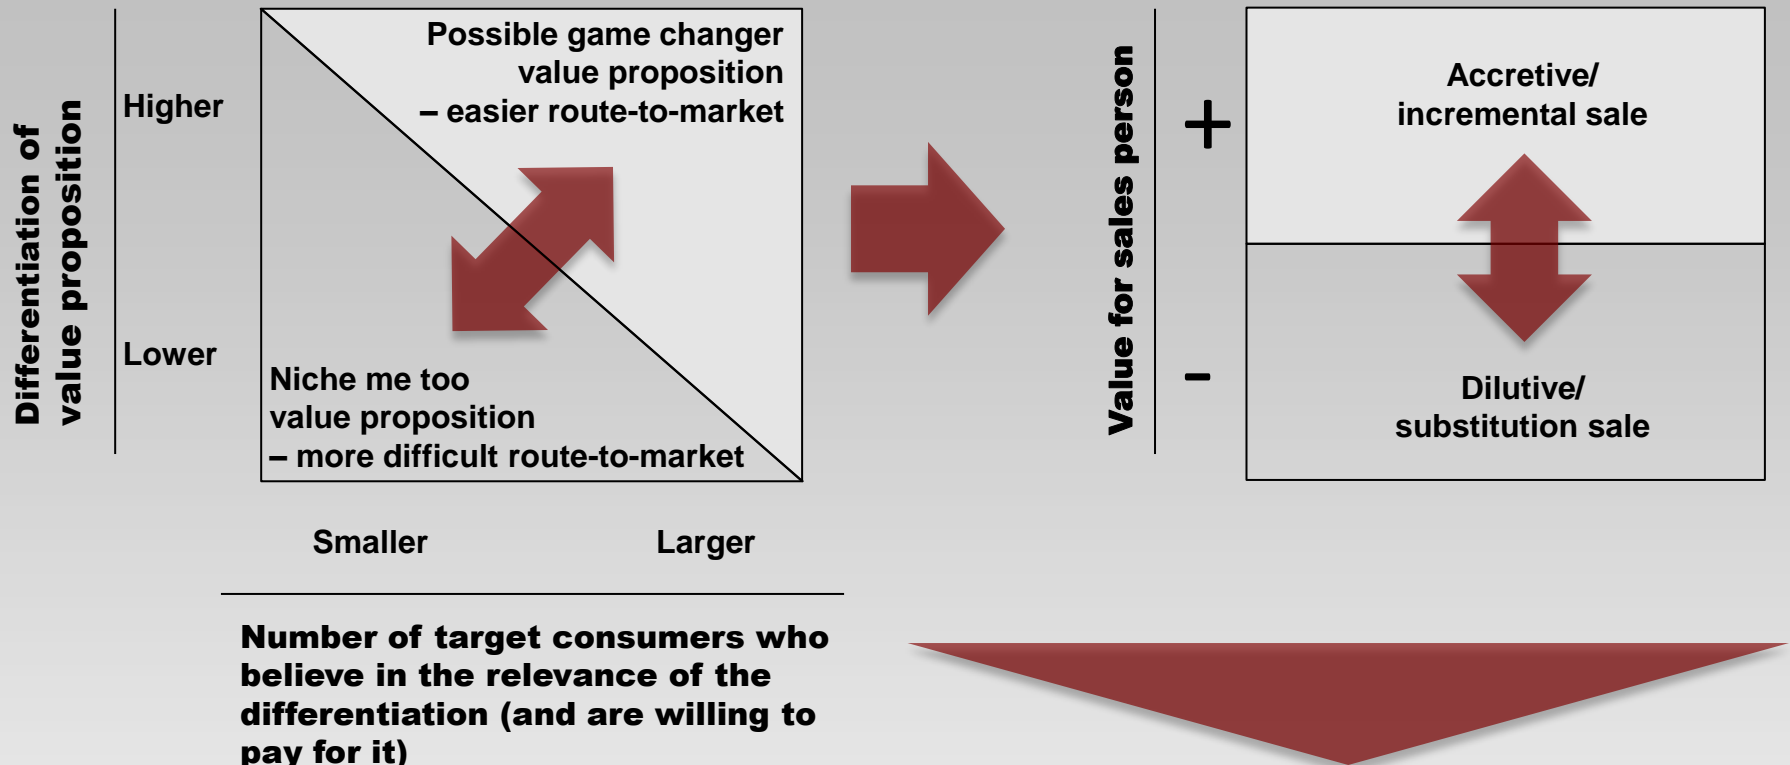 Differentiation of
value proposition
Higher
Lower
Possible game changer
value proposition
– easier route-to-market
Niche me too
value proposition
– more difficult route-to-market
Smaller
Larger
Number of target consumers who
believe in the relevance of the
differentiation (and are willing to
pay for it)
Value for sales person
+
-
Accretive/
incremental sale
Dilutive/
substitution sale